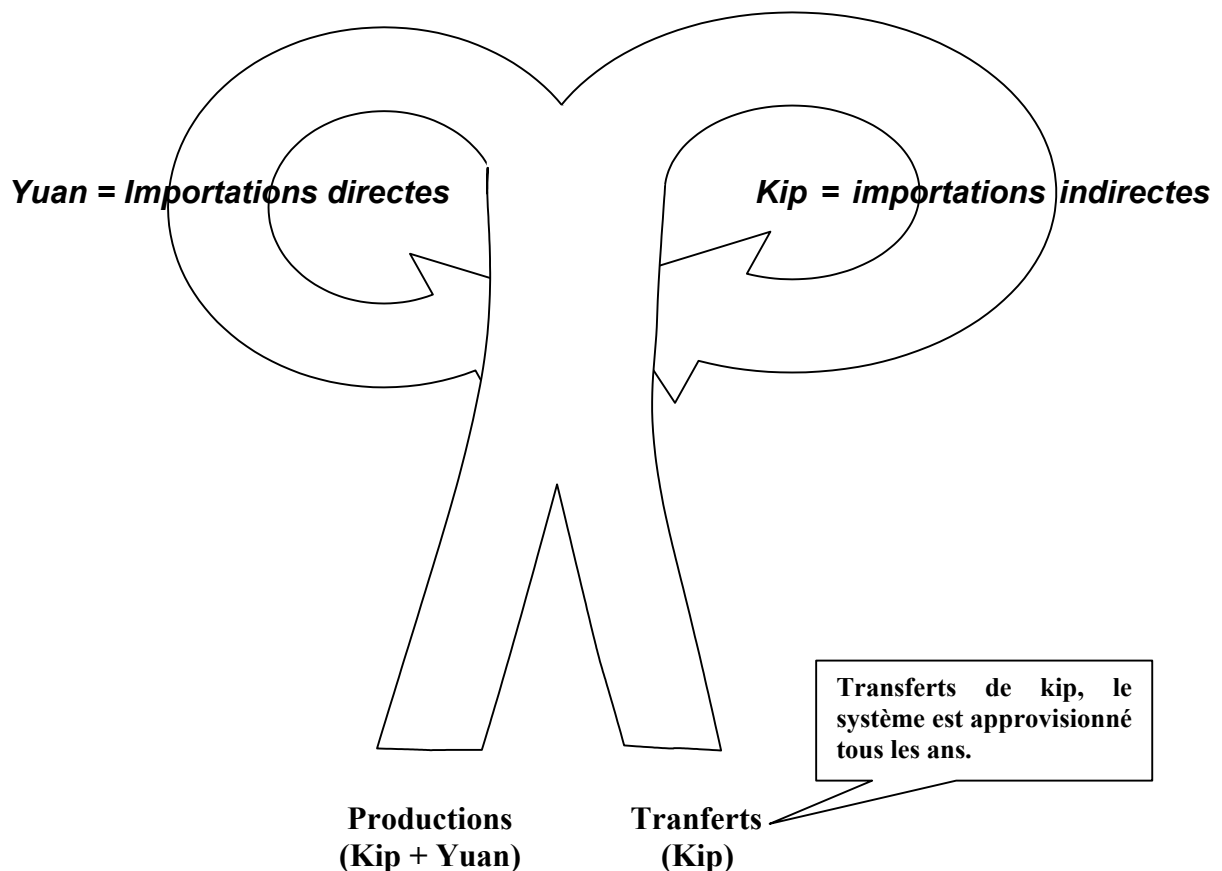 Yuan = Importations directes
Kip = importations indirectes
Transferts de kip, le
système est approvisionné
tous les ans.
Productions
(Kip + Yuan)
Tranferts
(Kip)